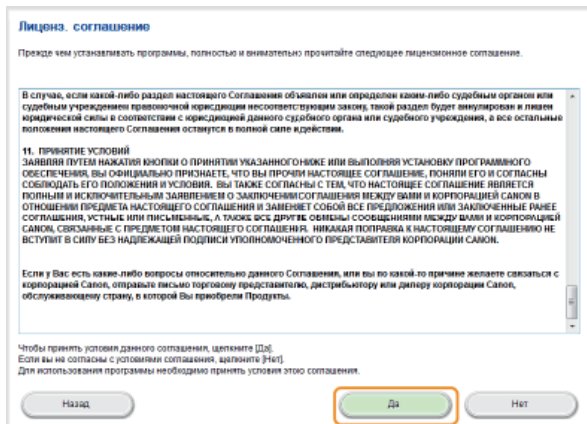 Лиценз. соглашение
Прежде чем устанавливать программы, полностью и внимательно прочитайте следующее лицензионное соглашение.
В случае, если какой-либо раздел настоящего Соглашения объявлен или определен каким-либо судебным органом или
судебным учреждением правомочной юрисдикции несоответствующим закону, такой раздел будет аннулирован и лишен
юридической силы в соответствии с юрисдикцией данного судебного органа или судебного учреждения, а все остальные
положения настоящего Соглашения останутся в полной силе и действии.
11. ПРИНЯТИЕ УСЛОВИЙ
ЗАЯВЛЯЯ ПУТЕМ НАЖАТИЯ КНОПКИ О ПРИНЯТИИ УКАЗАННОГО НИЖЕ ИЛИ ВЫПОЛНЯЯ УСТАНОВКУ ПРОГРАММНОГО
ОБЕСПЕЧЕНИЯ, ВЫ ОФИЦИАЛЬНО ПРИЗНАЕТЕ, ЧТО ВЫ ПРОЧЛИ НАСТОЯЩЕЕ СОГЛАШЕНИЕ, ПОНЯЛИ ЕГО И СОГЛАСНЫ
СОБЛЮДАТЬ ЕГО ПОЛОЖЕНИЯ И УСЛОВИЯ. ВЫ ТАКЖЕ СОГЛАСНЫ С ТЕМ, ЧТО НАСТОЯЩЕЕ СОГЛАШЕНИЕ ЯВЛЯЕТСЯ
ПОЛНЫМ И ИСКЛЮЧИТЕЛЬНЫМ ЗАЯВЛЕНИЕМ О ЗАКЛЮЧЕНИИ СОГЛАШЕНИЯ МЕЖДУ ВАМИ И КОРПОРАЦИЕЙ CANON В
ОТНОШЕНИИ ПРЕДМЕТА НАСТОЯЩЕГО СОГЛАШЕНИЯ И ЗАМЕНЯЕТ СОБОЙ ВСЕ ПРЕДЛОЖЕНИЯ ИЛИ ЗАКЛЮЧЕННЫЕ РАНЕЕ
СОГЛАШЕНИЯ, УСТНЫЕ ИЛИ ПИСЬМЕННЫЕ, А ТАКЖЕ ВСЕ ДРУГИЕ ОБМЕНЫ СООБЩЕНИЯМИ МЕЖДУ ВАМИ И КОРПОРАЦИЕЙ
CANON, СВЯЗАННЫЕ С ПРЕДМЕТОМ НАСТОЯЩЕГО СОГЛАШЕНИЯ. НИКАКАЯ ПОПРАВКА К НАСТОЯЩЕМУ СОГЛАШЕНИЮ НЕ
ВСТУПИТ В СИЛУ БЕЗ НАДЛЕЖАЩЕЙ ПОДПИСИ УПОЛНОМОЧЕННОГО ПРЕДСТАВИТЕЛЯ КОРПОРАЦИИ CANON.
Если у Вас есть какие-либо вопросы относительно данного Соглашения, или вы по какой-то причине желаете связаться с
корпорацией Canon, отправьте письмо торговому представителю, дистрибьютору или дилеру корпорации Canon,
обслуживающему страну, в которой Вы приобрели Продукты.
Чтобы принять условия данного соглашения, щелкните [Да].
Если вы не согласны с условиями соглашения, щелкните [Нет].
Для использования программы необходимо принять условия этого соглашения.
Назад
Да
Нет